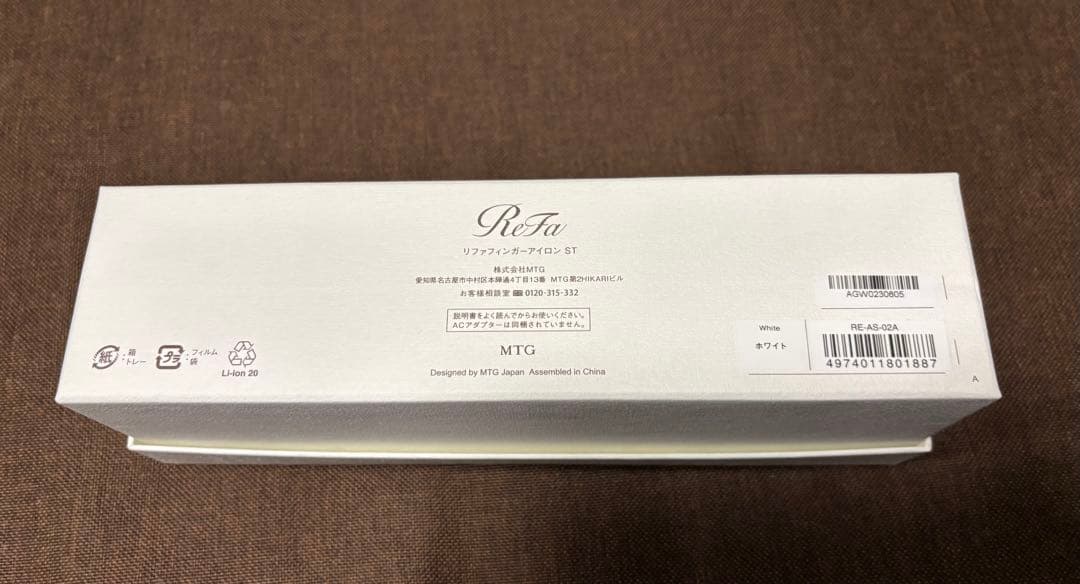 ReFa
リファフィンガーアイロン ST
株式会社MTG
愛知県名古屋市中村区本陣通4丁目13番 MTG第2HIKARIビル
お客様相談室 0120-315-332
説明書をよく読んでからお使いください。
ACアダプターは同梱されていません。
MTG
Designed by MTG Japan Assembled in China
紙 : 箱
トレー
プラ : フィルム
袋
Li-ion 20
AGW0230605
White
ホワイト
RE-AS-02A
4974011801887
A